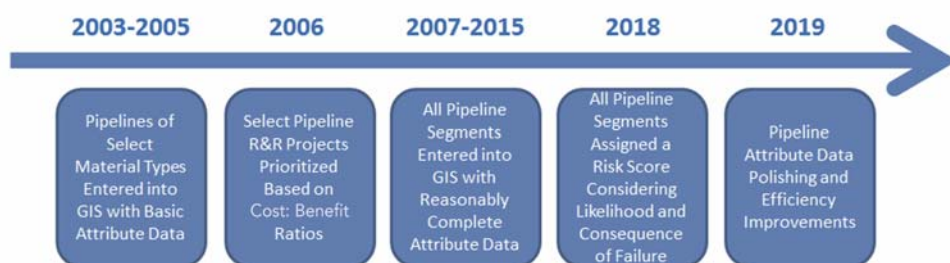 2003-2005 2006 2007-2015 2018 2019
Pipelines of
Select
Material Types
Entered into
GIS with Basic
Attribute Data
Select Pipeline
R&R Projects
Prioritized
Based on
Cost: Benefit
Ratios
All Pipeline
Segments
Entered into
GIS with
Reasonably
Complete
Attribute Data
All Pipeline
Segments
Assigned a
Risk Score
Considering
Likelihood and
Consequence
of Failure
Pipeline
Attribute Data
Polishing and
Efficiency
Improvements